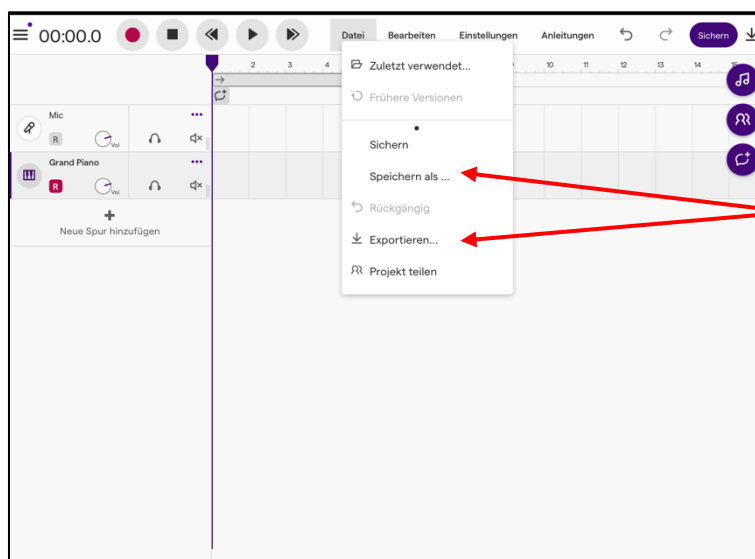 00:00.0
Datei Bearbeiten Einstellungen Anleitungen Sichern
2 3 4 10 11 12 13 14 15
Zuletzt verwendet...
Frühere Versionen
Mic
R Vol
Sichern
Grand Piano
Speichern als ...
R Vol
Rückgängig
Neue Spur hinzufügen
Exportieren...
Projekt teilen